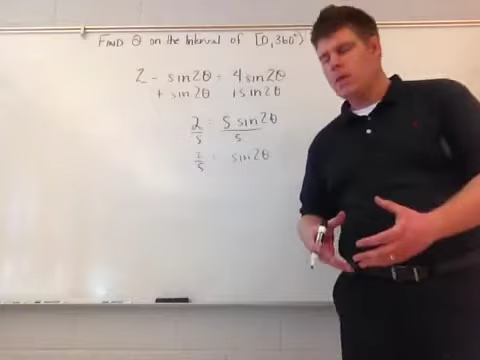 FIND θ on the interval of [0,360°)
2 - sin2θ = 4 sin2θ
+ sin2θ + sin2θ
2/5 = 5 sin2θ/5
2/5 = sin2θ